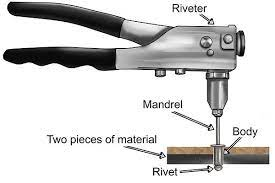 Riveter
Mandrel
Two pieces of material
Body
Rivet